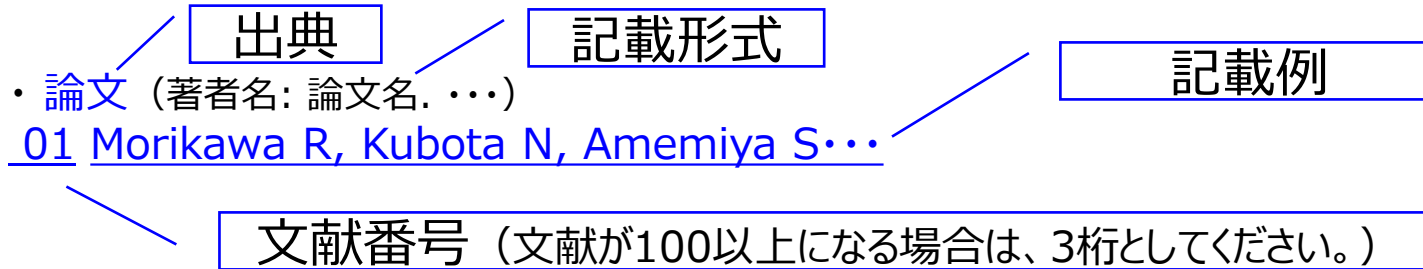 出典
記載形式
記載例
・論文（著者名: 論文名. ・・・）
01 Morikawa R, Kubota N, Amemiya S・・・
文献番号（文献が100以上になる場合は、3桁としてください。）